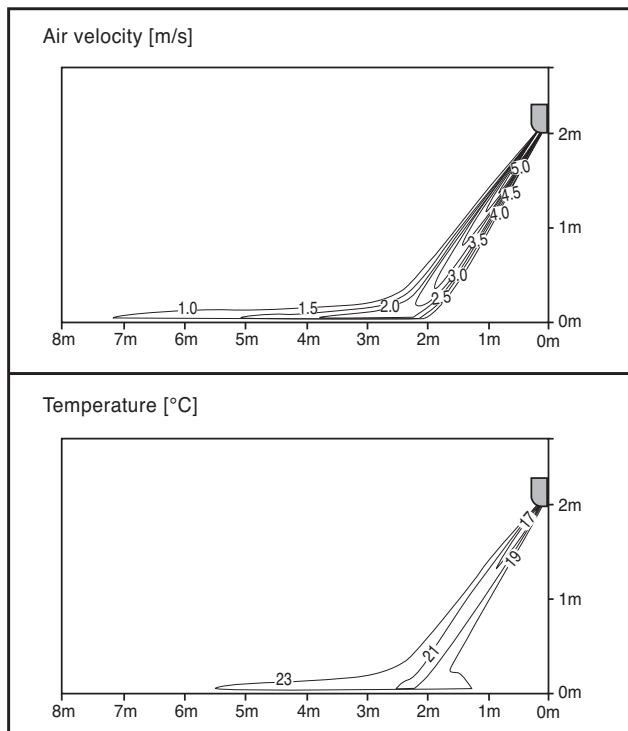 Air velocity [m/s]
2m
5.0
4.5
4.0
1m
3.5
3.0
2.5
1.0
1.5
2.0
0m
8m 7m 6m 5m 4m 3m 2m 1m 0m
Temperature [°C]
2m
17
19
1m
21
23
0m
8m 7m 6m 5m 4m 3m 2m 1m 0m